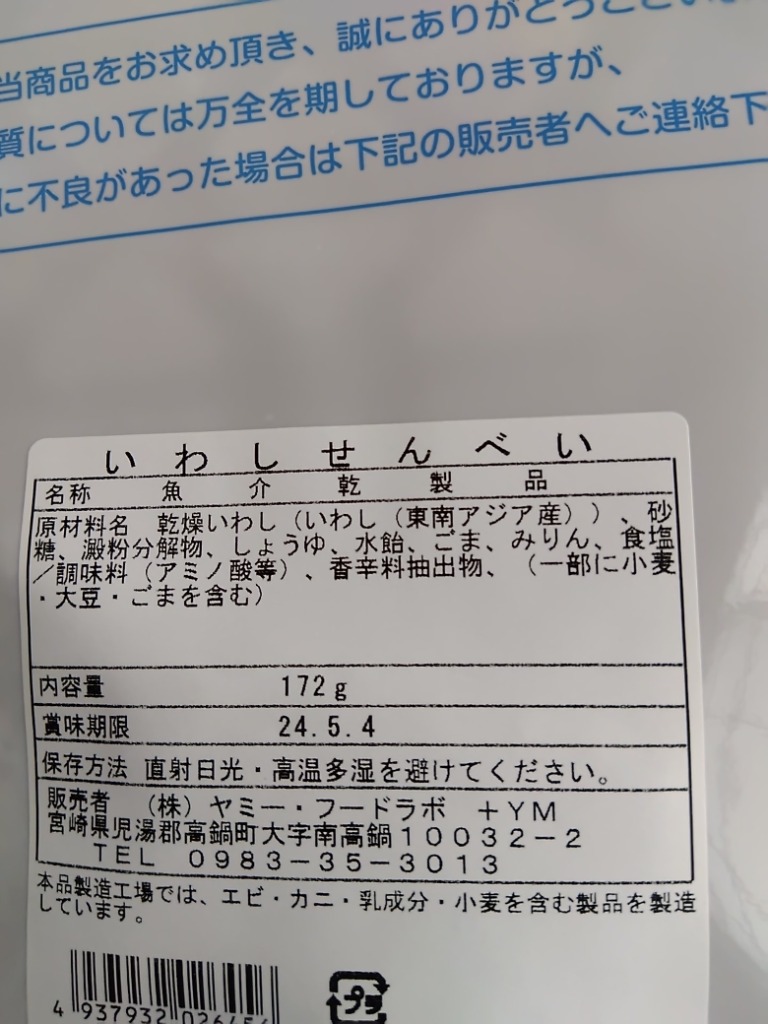 当商品をお求め頂き、誠にありがとうござい
質については万全を期しておりますが、
に不良があった場合は下記の販売者へご連絡下
いわしせんべい
名称 魚介乾製品
原材料名 乾燥いわし（いわし（東南アジア産））、砂
糖、澱粉分解物、しょうゆ、水飴、ごま、みりん、食塩
／調味料（アミノ酸等）、香辛料抽出物、（一部に小麦
・大豆・ごまを含む）
内容量 172g
賞味期限 24.5.4
保存方法 直射日光・高温多湿を避けてください。
販売者 （株）ヤミー・フードラボ ＋ＹＭ
宮崎県児湯郡高鍋町大字南高鍋１００３２－２
ＴＥＬ ０９８３－３５－３０１３
本品製造工場では、エビ・カニ・乳成分・小麦を含む製品を製造
しています。
4 937932 02645
プラ